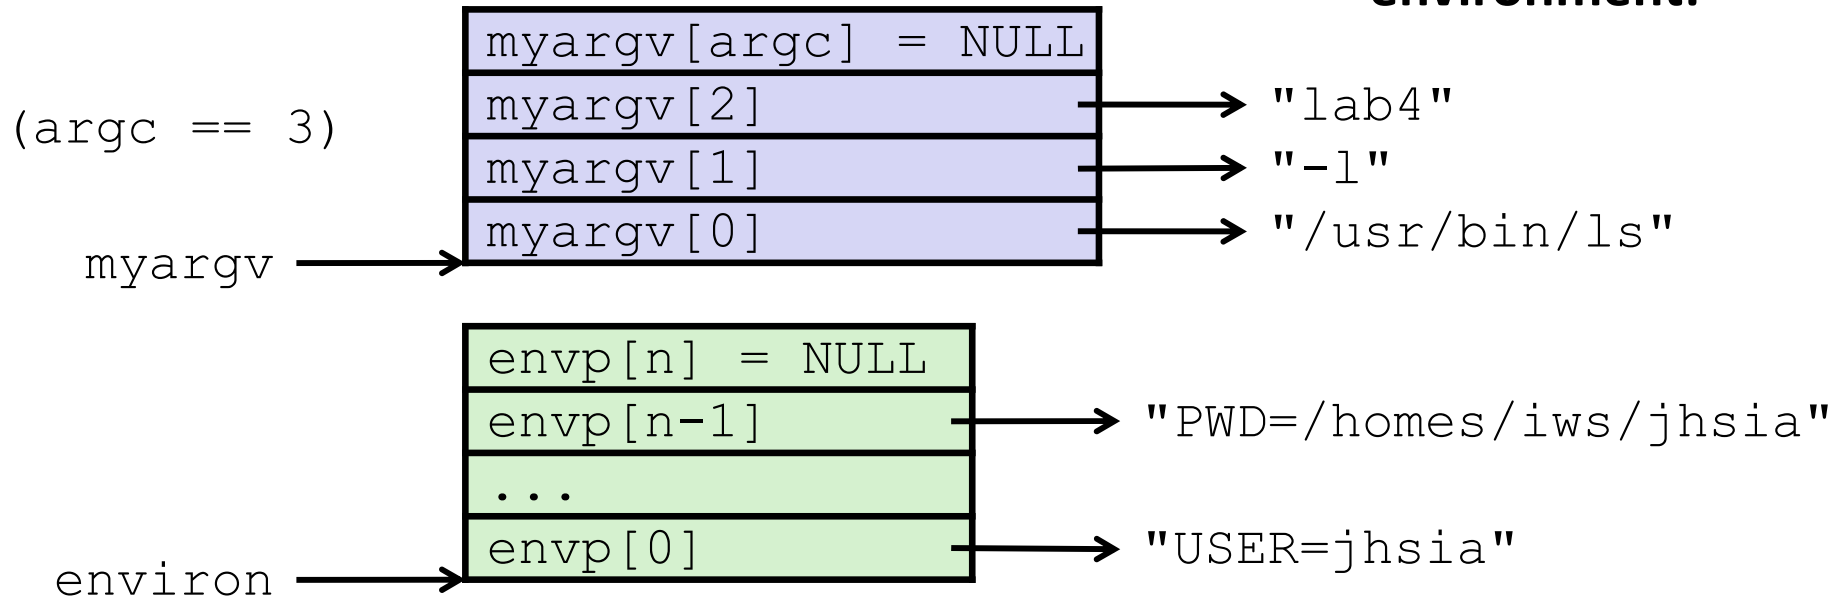 environment.
myargv[argc] = NULL
myargv[2]
"lab4"
(argc == 3)
myargv[1]
"-l"
myargv[0]
"/usr/bin/ls"
myargv
envp[n] = NULL
envp[n-1]
"PWD=/homes/iws/jhsia"
...
envp[0]
"USER=jhsia"
environ